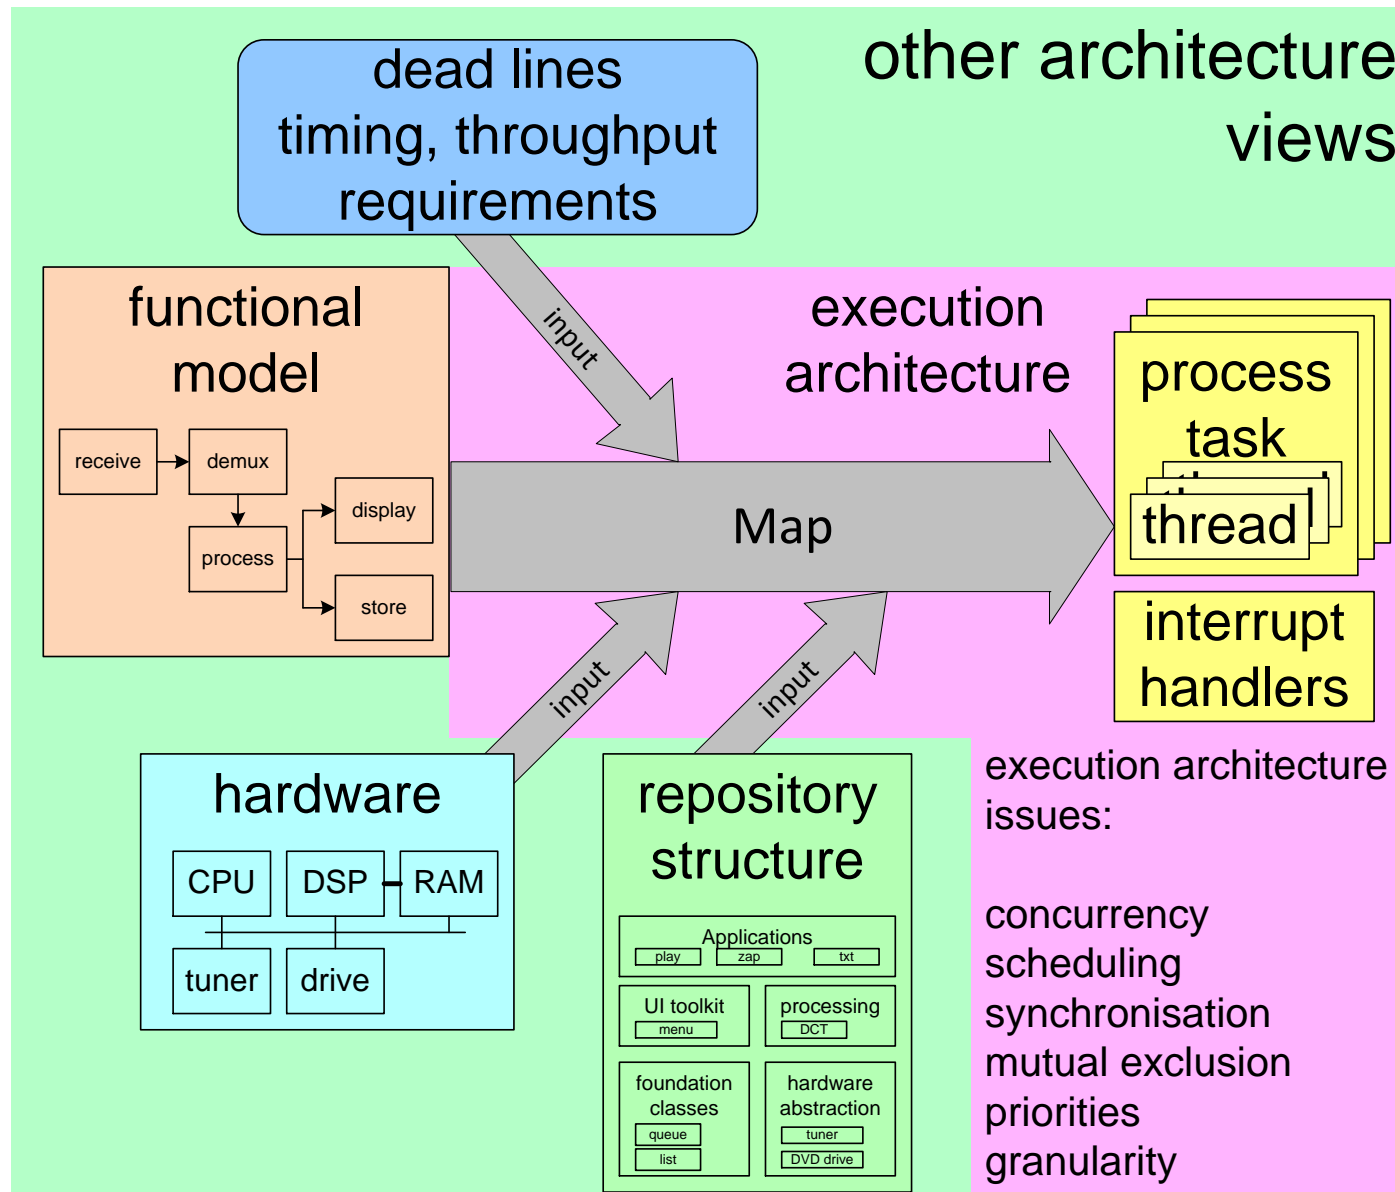 other architecture
views
dead lines
timing, throughput
requirements
input
functional
model
receive
demux
process
display
store
execution
architecture
Map
process
task
thread
interrupt
handlers
input
input
hardware
CPU
DSP
RAM
tuner
drive
repository
structure
Applications
play
zap
txt
UI toolkit
menu
processing
DCT
foundation
classes
queue
list
hardware
abstraction
tuner
DVD drive
execution architecture
issues:
concurrency
scheduling
synchronisation
mutual exclusion
priorities
granularity